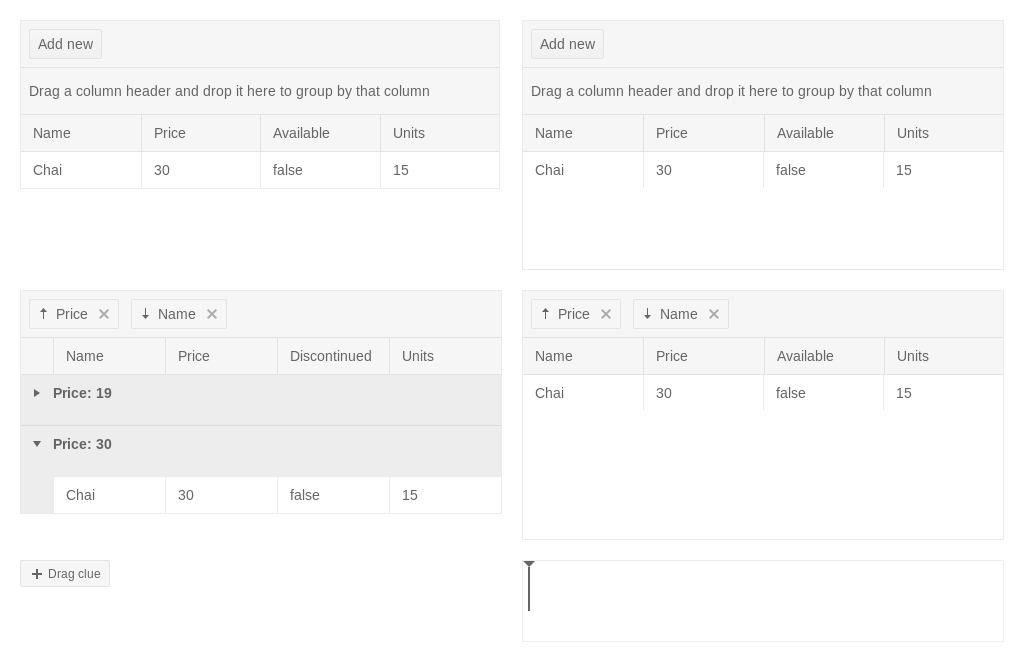 Add new
Drag a column header and drop it here to group by that column
Name Price Available Units
Chai 30 false 15
Add new
Drag a column header and drop it here to group by that column
Name Price Available Units
Chai 30 false 15
Price Name
Name Price Discontinued Units
Price: 19
Price: 30
Chai 30 false 15
Price Name
Name Price Available Units
Chai 30 false 15
Drag clue